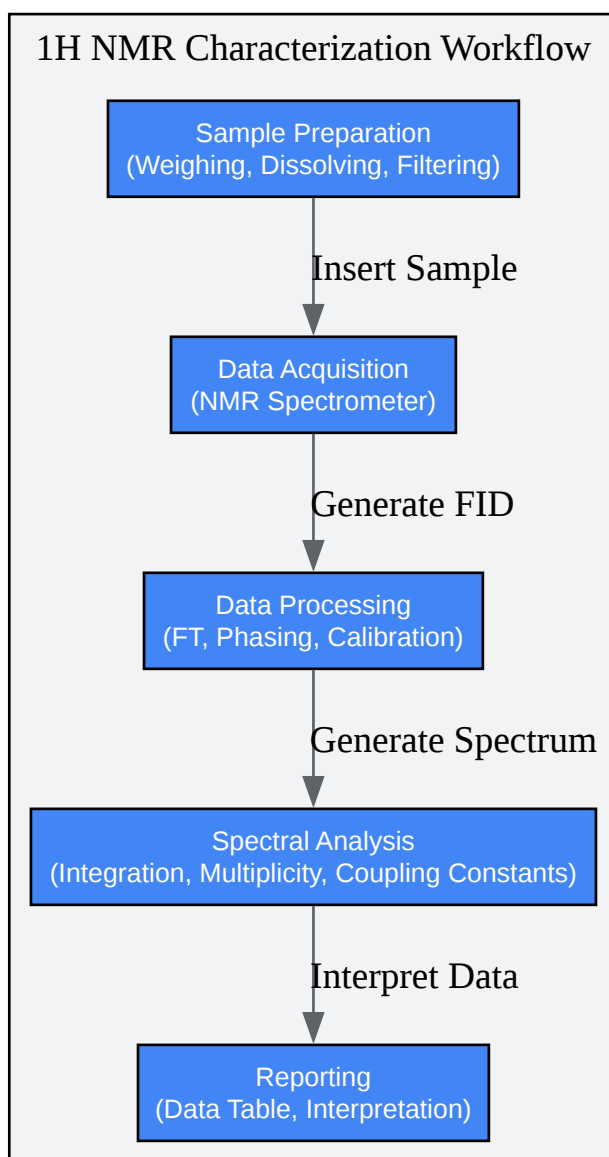 1H NMR Characterization Workflow
Sample Preparation
(Weighing, Dissolving, Filtering)
Insert Sample
Data Acquisition
(NMR Spectrometer)
Generate FID
Data Processing
(FT, Phasing, Calibration)
Generate Spectrum
Spectral Analysis
(Integration, Multiplicity, Coupling Constants)
Interpret Data
Reporting
(Data Table, Interpretation)